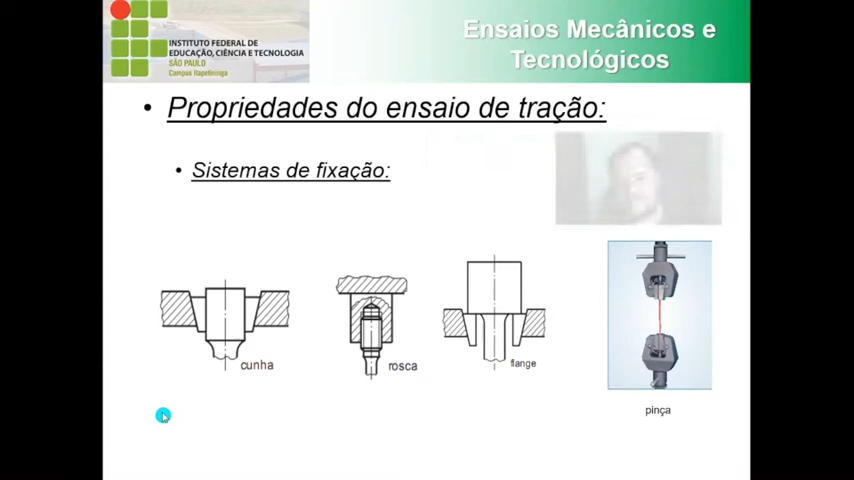 INSTITUTO FEDERAL DE
EDUCAÇÃO, CIÊNCIA E TECNOLOGIA
SÃO PAULO
Campus Itapetininga
Ensaios Mecânicos e
Tecnológicos
• Propriedades do ensaio de tração:
• Sistemas de fixação:
cunha
rosca
flange
pinça